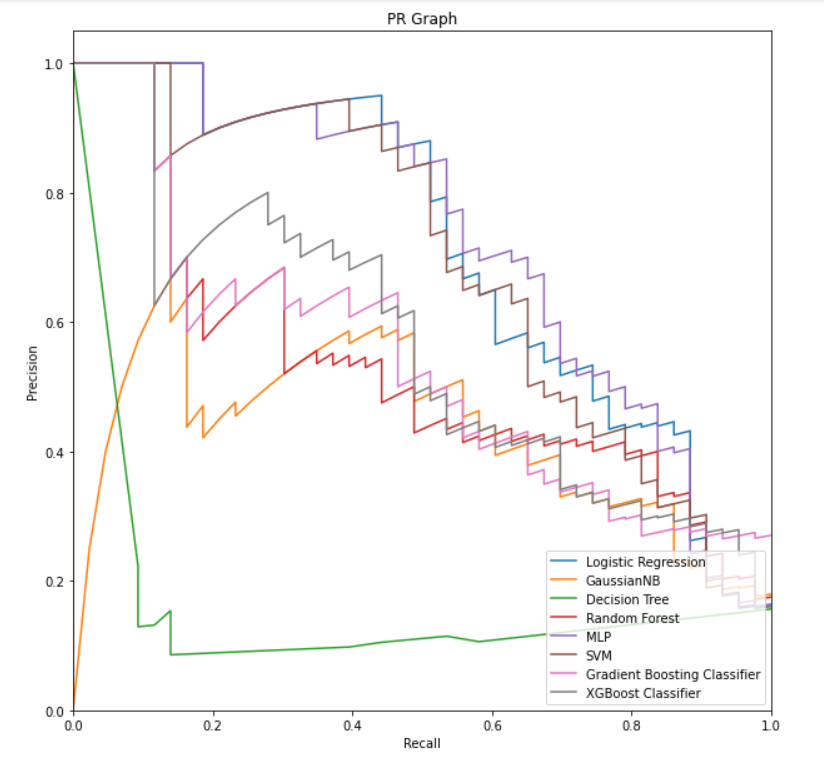 PR Graph
1.0
0.8
0.6
0.4
0.2
0.0
Precision
0.0 0.2 0.4 0.6 0.8 1.0
Recall
Logistic Regression
GaussianNB
Decision Tree
Random Forest
MLP
SVM
Gradient Boosting Classifier
XGBoost Classifier